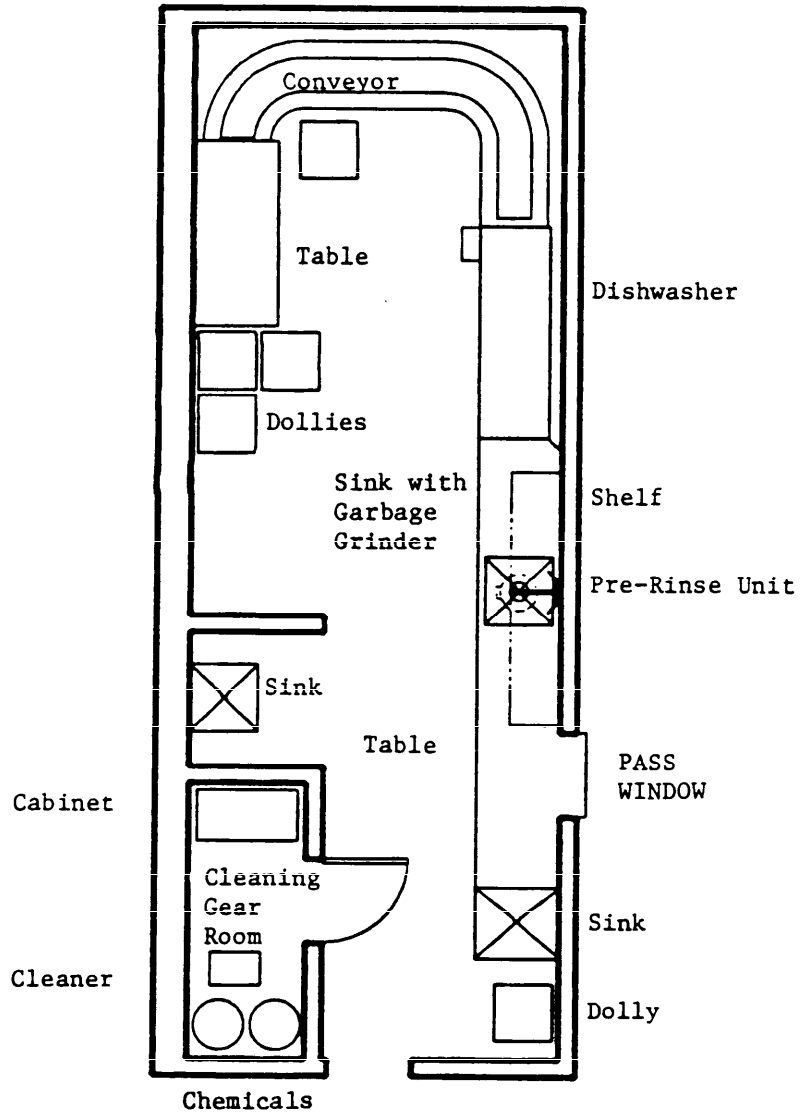 Conveyor
Table
Dishwasher
Dollies
Sink with
Garbage
Grinder
Shelf
Pre-Rinse Unit
Sink
Table
PASS
WINDOW
Cabinet
Cleaning
Gear
Room
Sink
Cleaner
Dolly
Chemicals